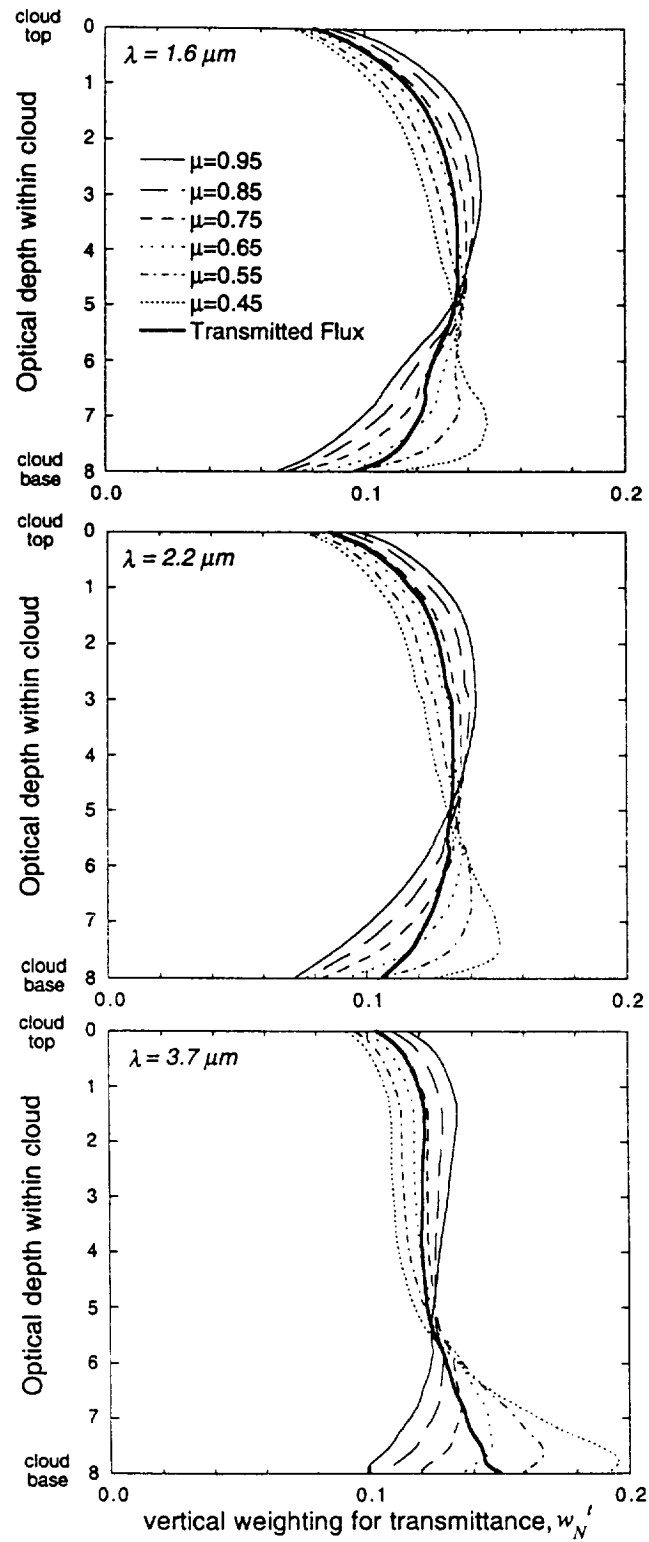 cloud
top
0
λ = 1.6 μm
1
2
3
4
5
6
7
8
cloud
base
Optical depth within cloud
μ=0.95
μ=0.85
μ=0.75
μ=0.65
μ=0.55
μ=0.45
Transmitted Flux
0.0 0.1 0.2
cloud
top
0
λ = 2.2 μm
1
2
3
4
5
6
7
8
cloud
base
Optical depth within cloud
0.0 0.1 0.2
cloud
top
0
λ = 3.7 μm
1
2
3
4
5
6
7
8
cloud
base
Optical depth within cloud
0.0 0.1 0.2
vertical weighting for transmittance, w_N^t